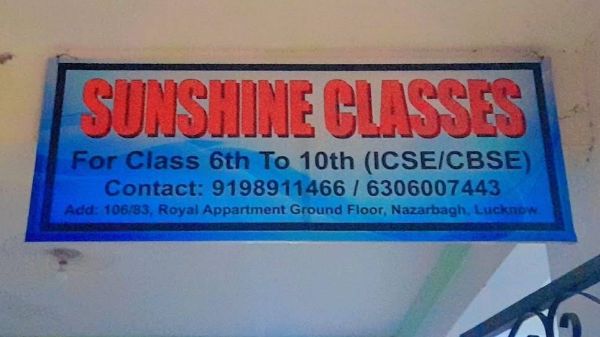 SUNSHINE CLASSES
For Class 6th To 10th (ICSE/CBSE)
Contact: 9198911466 / 6306007443
Add: 106/83, Royal Appartment Ground Floor, Nazarbagh, Lucknow